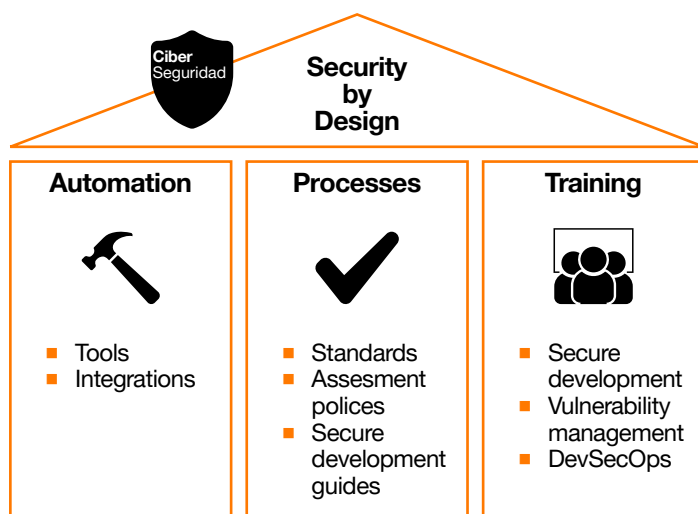 Ciber
Seguridad
Security
by
Design
Automation
Tools
Integrations
Processes
Standards
Assesment
polices
Secure
development
guides
Training
Secure
development
Vulnerability
management
DevSecOps